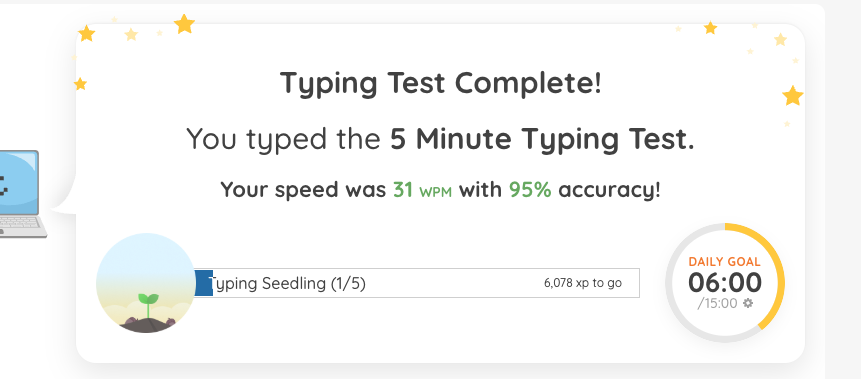 Typing Test Complete!
You typed the 5 Minute Typing Test.
Your speed was 31 WPM with 95% accuracy!
Typing Seedling (1/5) 6,078 xp to go
DAILY GOAL
06:00
/15:00